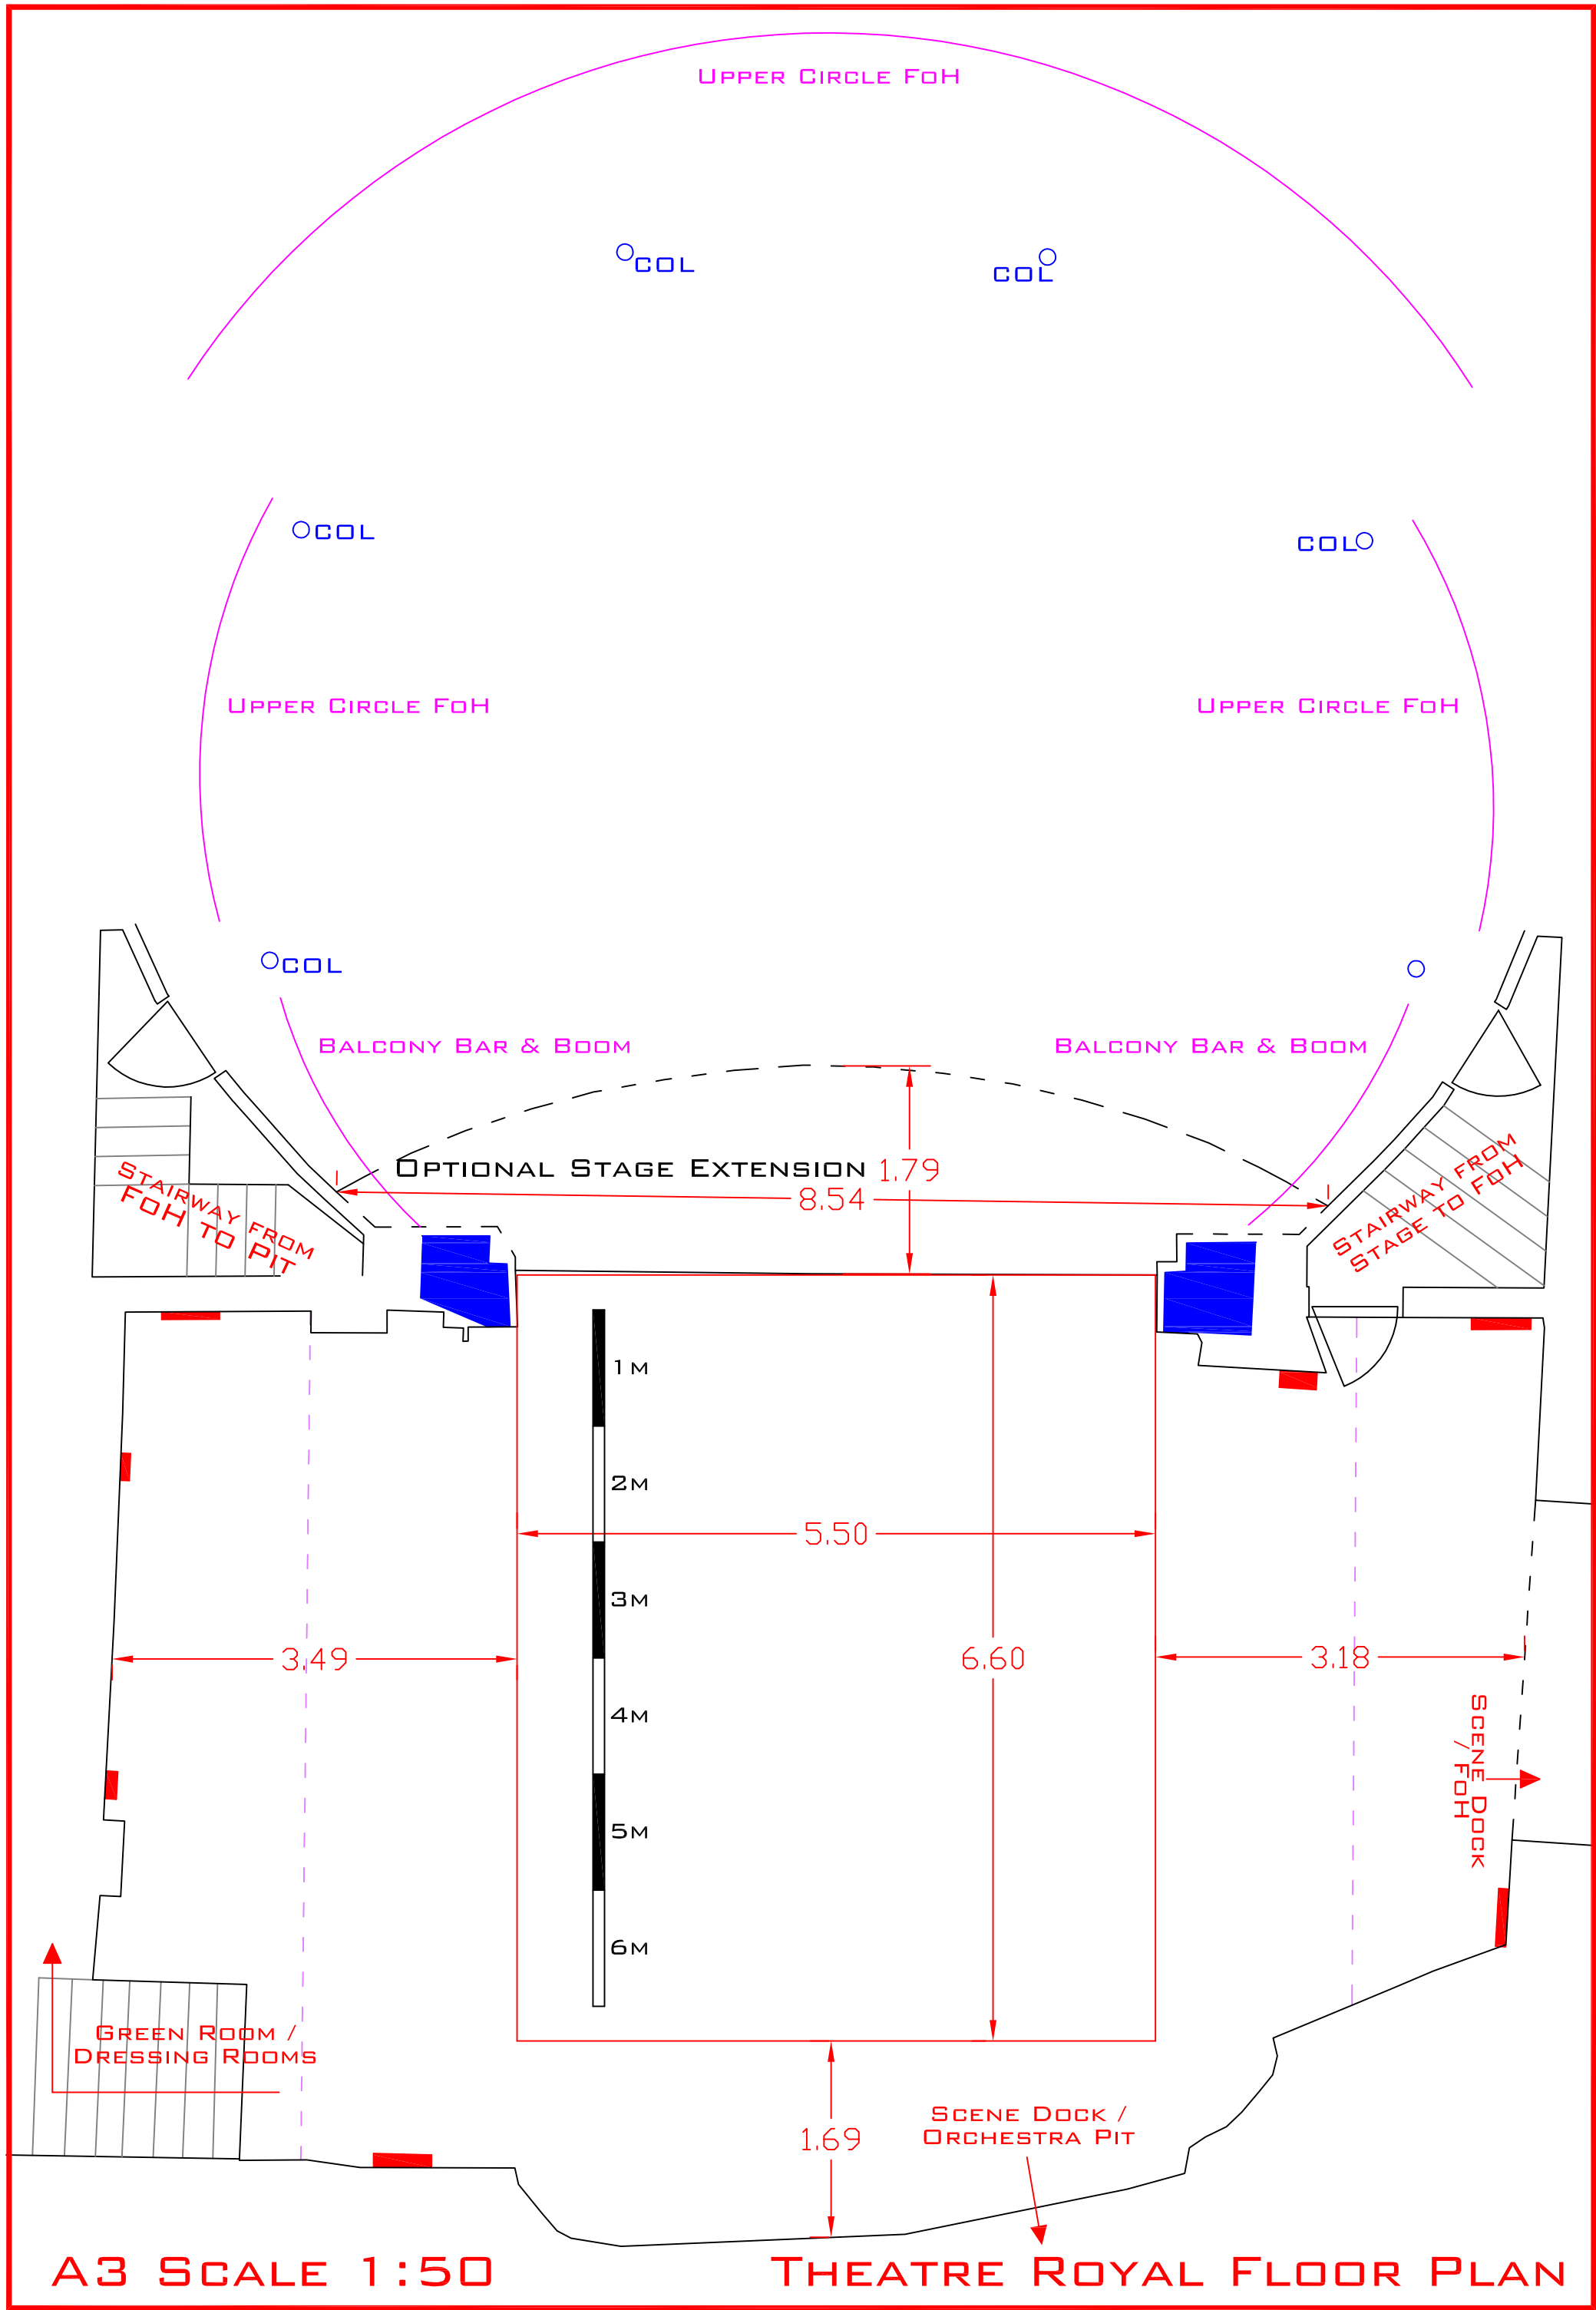 Upper Circle FoH
COL
COL
COL
COL
Upper Circle FoH
Upper Circle FoH
COL
Balcony Bar & Boom
Balcony Bar & Boom
Optional Stage Extension
1.79
8.54
Stairway from
FoH to Pit
Stairway from
Stage to FoH
1m
2m
5.50
3m
3.49
6.60
3.18
4m
Scene Dock
/ FoH
5m
6m
Green Room /
Dressing Rooms
Scene Dock /
Orchestra Pit
1.69
A3 Scale 1:50
Theatre Royal Floor Plan